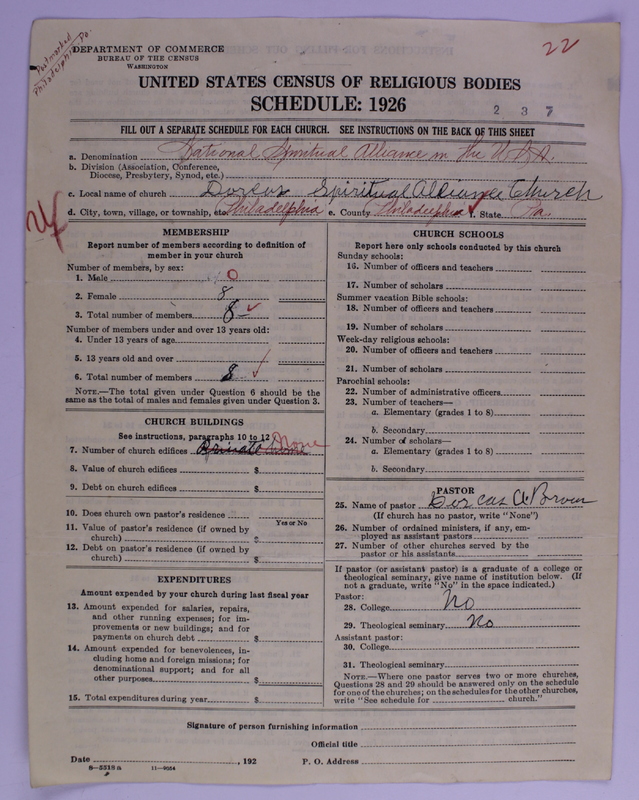 Postmarked
Philadelphia, Pa.
22
DEPARTMENT OF COMMERCE
BUREAU OF THE CENSUS
WASHINGTON
UNITED STATES CENSUS OF RELIGIOUS BODIES
SCHEDULE: 1926
2 3 7
FILL OUT A SEPARATE SCHEDULE FOR EACH CHURCH. SEE INSTRUCTIONS ON THE BACK OF THIS SHEET
a. Denomination National Spiritual Alliance in the U.S.A.
b. Division (Association, Conference, Diocese, Presbytery, Synod, etc.)
c. Local name of church Dorcas Spiritual Alliance Church
d. City, town, village, or township, etc. Philadelphia e. County Philadelphia f. State Pa.
MEMBERSHIP
Report number of members according to definition of member in your church
Number of members, by sex:
1. Male 0
2. Female 8
3. Total number of members 8
Number of members under and over 13 years old:
4. Under 13 years of age
5. 13 years old and over
6. Total number of members 8
NOTE.—The total given under Question 6 should be the same as the total of males and females given under Question 3.
CHURCH BUILDINGS
See instructions, paragraphs 10 to 12
7. Number of church edifices Private Home None
8. Value of church edifices $
9. Debt on church edifices $
10. Does church own pastor's residence
Yes or No
11. Value of pastor's residence (if owned by church) $
12. Debt on pastor's residence (if owned by church) $
EXPENDITURES
Amount expended by your church during last fiscal year
13. Amount expended for salaries, repairs, and other running expenses; for improvements or new buildings; and for payments on church debt $
14. Amount expended for benevolences, including home and foreign missions; for denominational support; and for all other purposes $
15. Total expenditures during year $
CHURCH SCHOOLS
Report here only schools conducted by this church
Sunday schools:
16. Number of officers and teachers
17. Number of scholars
Summer vacation Bible schools:
18. Number of officers and teachers
19. Number of scholars
Week-day religious schools:
20. Number of officers and teachers
21. Number of scholars
Parochial schools:
22. Number of administrative officers
23. Number of teachers—
a. Elementary (grades 1 to 8)
b. Secondary
24. Number of scholars—
a. Elementary (grades 1 to 8)
b. Secondary
PASTOR
25. Name of pastor Dorcas A Brown
(If church has no pastor, write "None")
26. Number of ordained ministers, if any, employed as assistant pastors
27. Number of other churches served by the pastor or his assistants
If pastor (or assistant pastor) is a graduate of a college or theological seminary, give name of institution below. (If not a graduate, write "No" in the space indicated.)
Pastor:
28. College No
29. Theological seminary No
Assistant pastor:
30. College
31. Theological seminary
NOTE.—Where one pastor serves two or more churches, Questions 28 and 29 should be answered only on the schedule for one of the churches; on the schedules for the other churches, write "See schedule for church."
Signature of person furnishing information
Official title
Date , 192 P. O. Address
8—5518a 11—9054